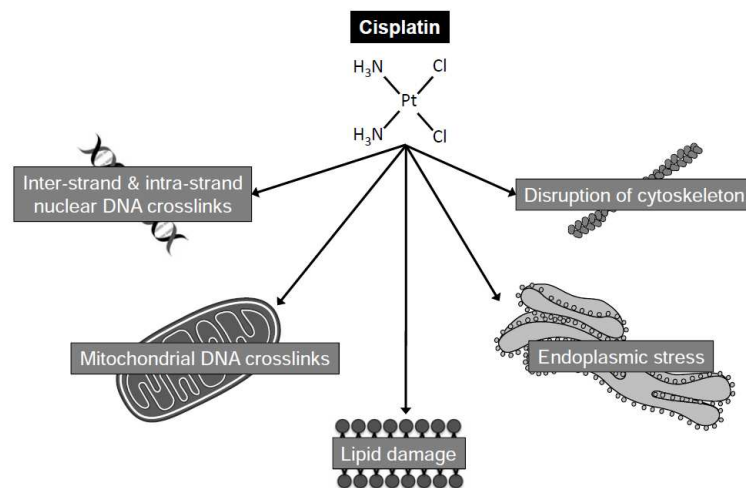 Cisplatin
H₃N Cl
Pt
H₃N Cl
Inter-strand & intra-strand
nuclear DNA crosslinks
Disruption of cytoskeleton
Mitochondrial DNA crosslinks
Endoplasmic stress
Lipid damage